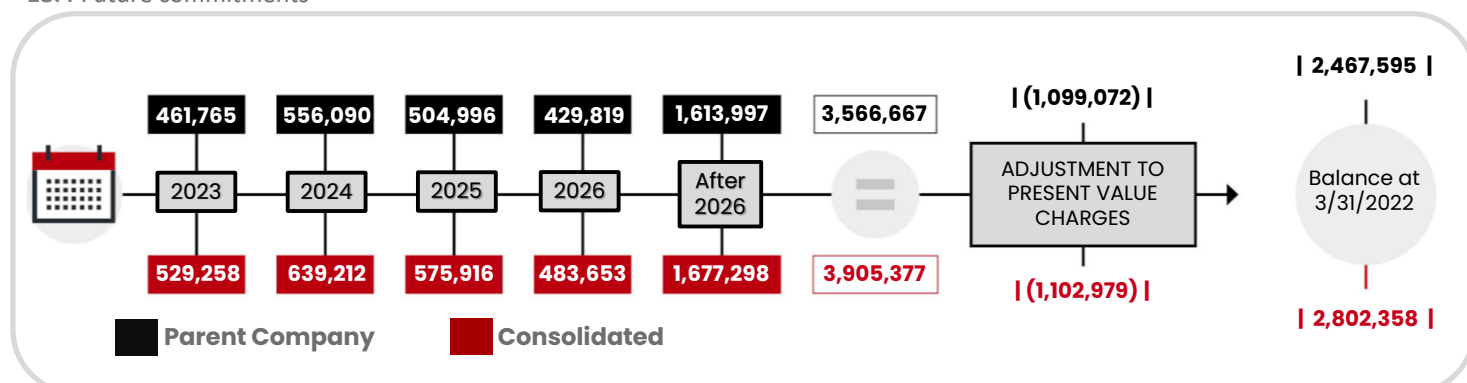 Future commitments
| 2,467,595 |
461,765 556,090 504,996 429,819 1,613,997 3,566,667
| (1,099,072) |
2023 2024 2025 2026
After
2026
ADJUSTMENT TO
PRESENT VALUE
CHARGES
Balance at
3/31/2022
529,258 639,212 575,916 483,653 1,677,298 3,905,377
| (1,102,979) |
| 2,802,358 |
Parent Company
Consolidated